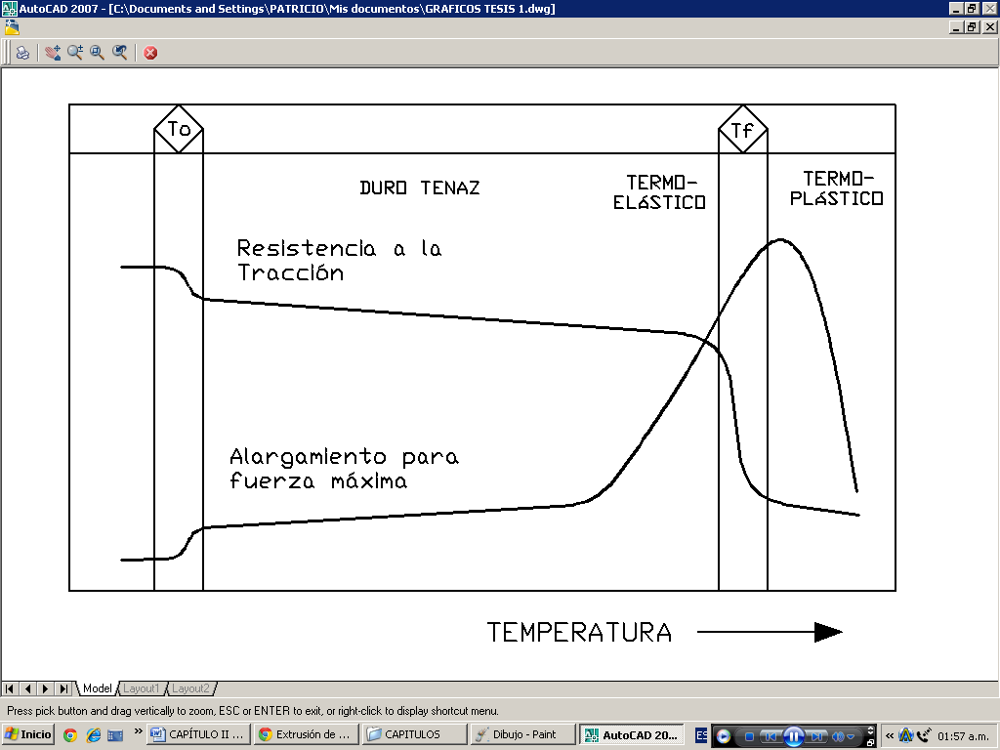 AutoCAD 2007 - [C:\Documents and Settings\PATRICIO\Mis documentos\GRAFICOS TESIS 1.dwg]
To
Tf
DURO TENAZ
TERMO-
ELÁSTICO
TERMO-
PLÁSTICO
Resistencia a la
Tracción
Alargamiento para
fuerza máxima
TEMPERATURA
Model
Layout1
Layout2
Press pick button and drag vertically to zoom, ESC or ENTER to exit, or right-click to display shortcut menu.
Inicio
»
CAPÍTULO II ...
Extrusión de ...
CAPITULOS
Dibujo - Paint
AutoCAD 20...
ES
«
01:57 a.m.